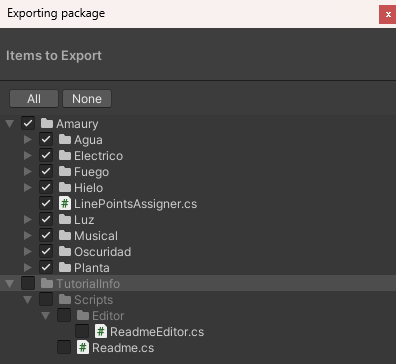 Exporting package
x
Items to Export
All
None
Amaury
Agua
Electrico
Fuego
Hielo
# LinePointsAssigner.cs
Luz
Musical
Oscuridad
Planta
TutorialInfo
Scripts
Editor
# ReadmeEditor.cs
# Readme.cs